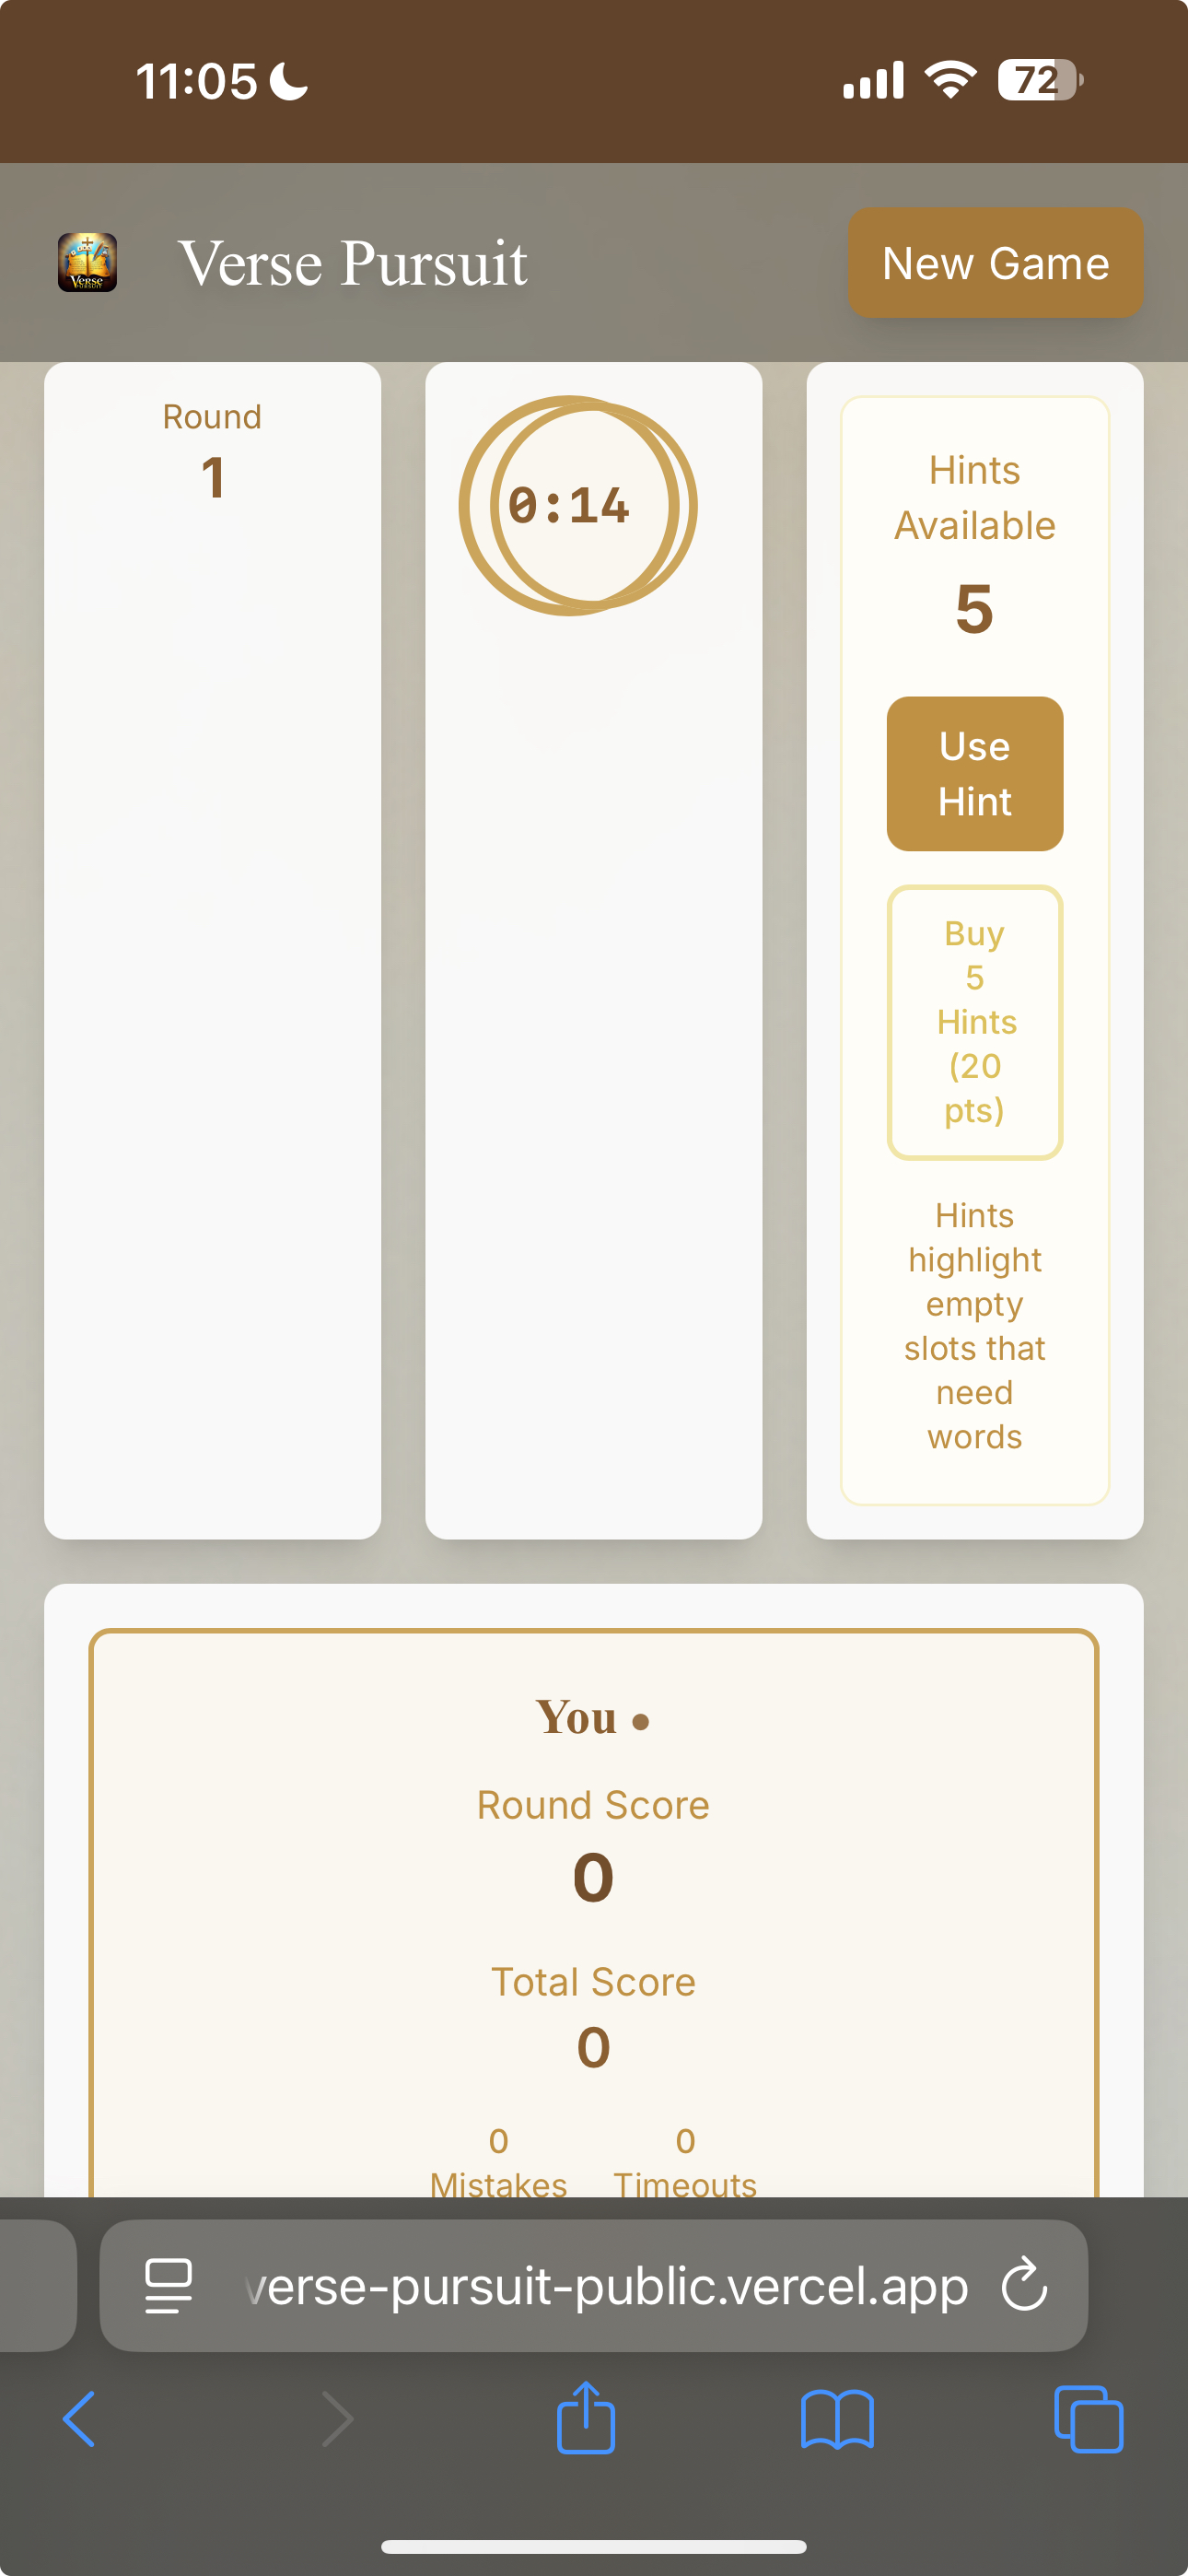 11:05
72
Verse
PURSUIT
Verse Pursuit
New Game
Round
1
0:14
Hints
Available
5
Use
Hint
Buy
5
Hints
(20
pts)
Hints
highlight
empty
slots that
need
words
You
Round Score
0
Total Score
0
0 0
Mistakes Timeouts
verse-pursuit-public.vercel.app